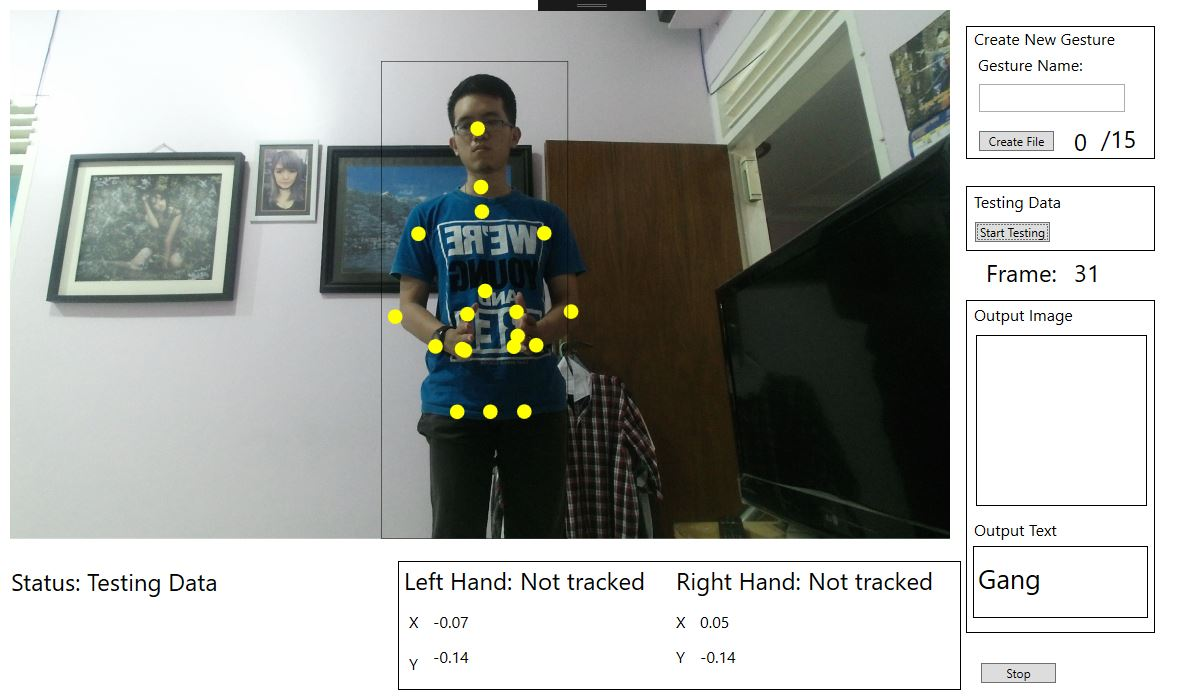 Create New Gesture
Gesture Name:
Create File 0 /15
Testing Data
Start Testing
Frame: 31
Output Image
Output Text
Gang
Stop
WE'RE
YOUNG
AND
Status: Testing Data
Left Hand: Not tracked
X -0.07
Y -0.14
Right Hand: Not tracked
X 0.05
Y -0.14